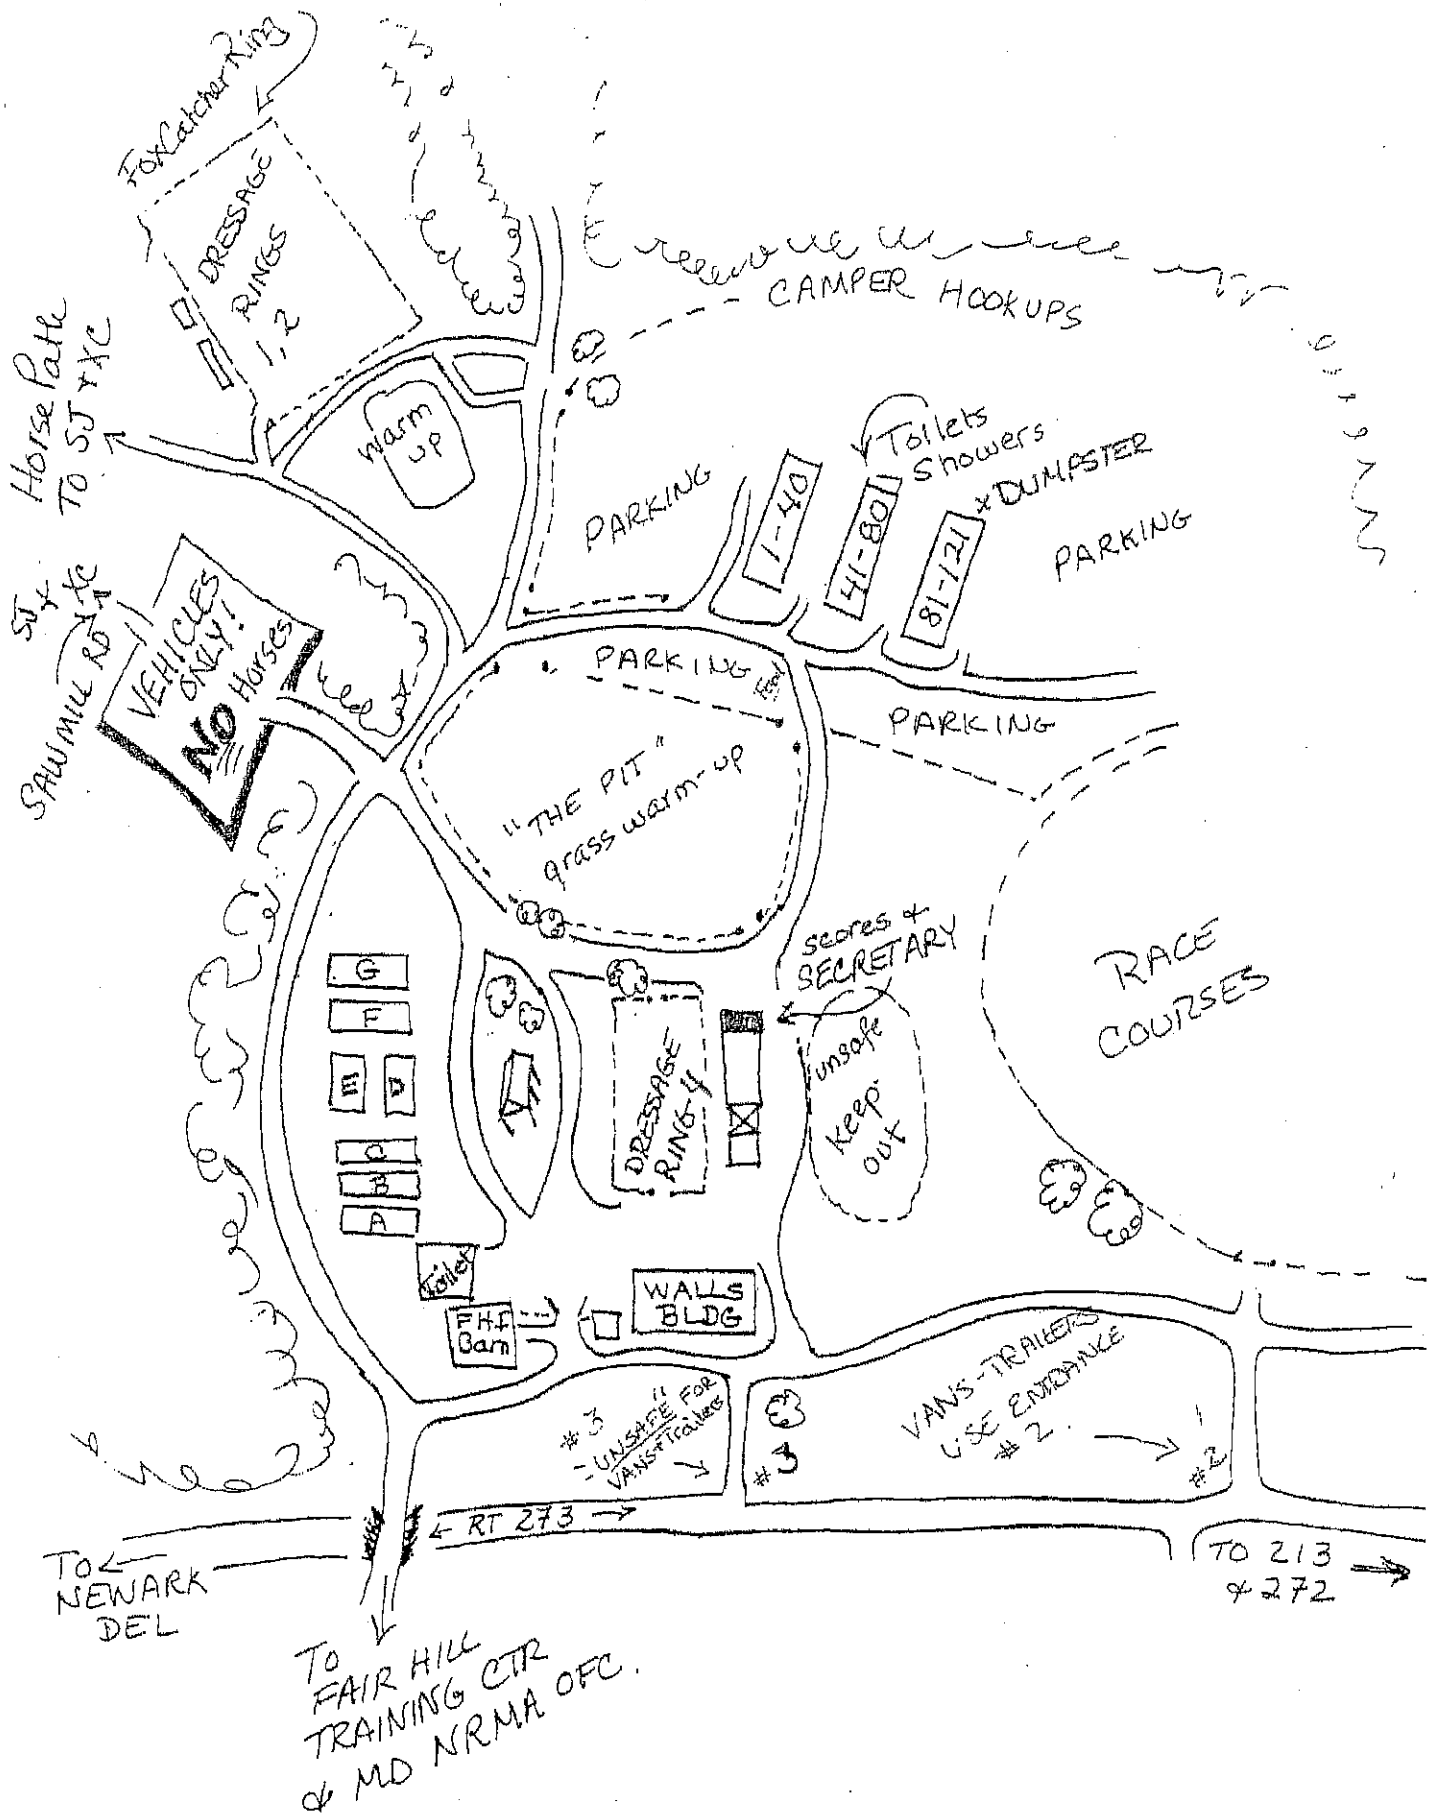 FoxCatcher Ring
DRESSAGE
RINGS
1, 2
CAMPER HOOKUPS
Horse Path
TO SJ + XC
warm
up
Toilets
Showers
x DUMPSTER
PARKING
1-40
41-80
81-121
PARKING
SJ +
XC
SAWMILL RD
VEHICLES
ONLY!
NO Horses
PARKING
PARKING
"THE PIT"
grass warm-up
scores +
SECRETARY
RACE
COURSES
G
F
E
D
C
B
A
DRESSAGE
RING-4
unsafe
keep
out
Toilet
FHI
Barn
WALLS
BLDG
#3
- "UNSAFE" FOR
VANS + Trailers
#3
VANS-TRAILERS
USE ENTRANCE
#2.
#2
RT 273
TO
NEWARK
DEL
TO 213
& 272
TO
FAIR HILL
TRAINING CTR
& MD NRMA OFC.